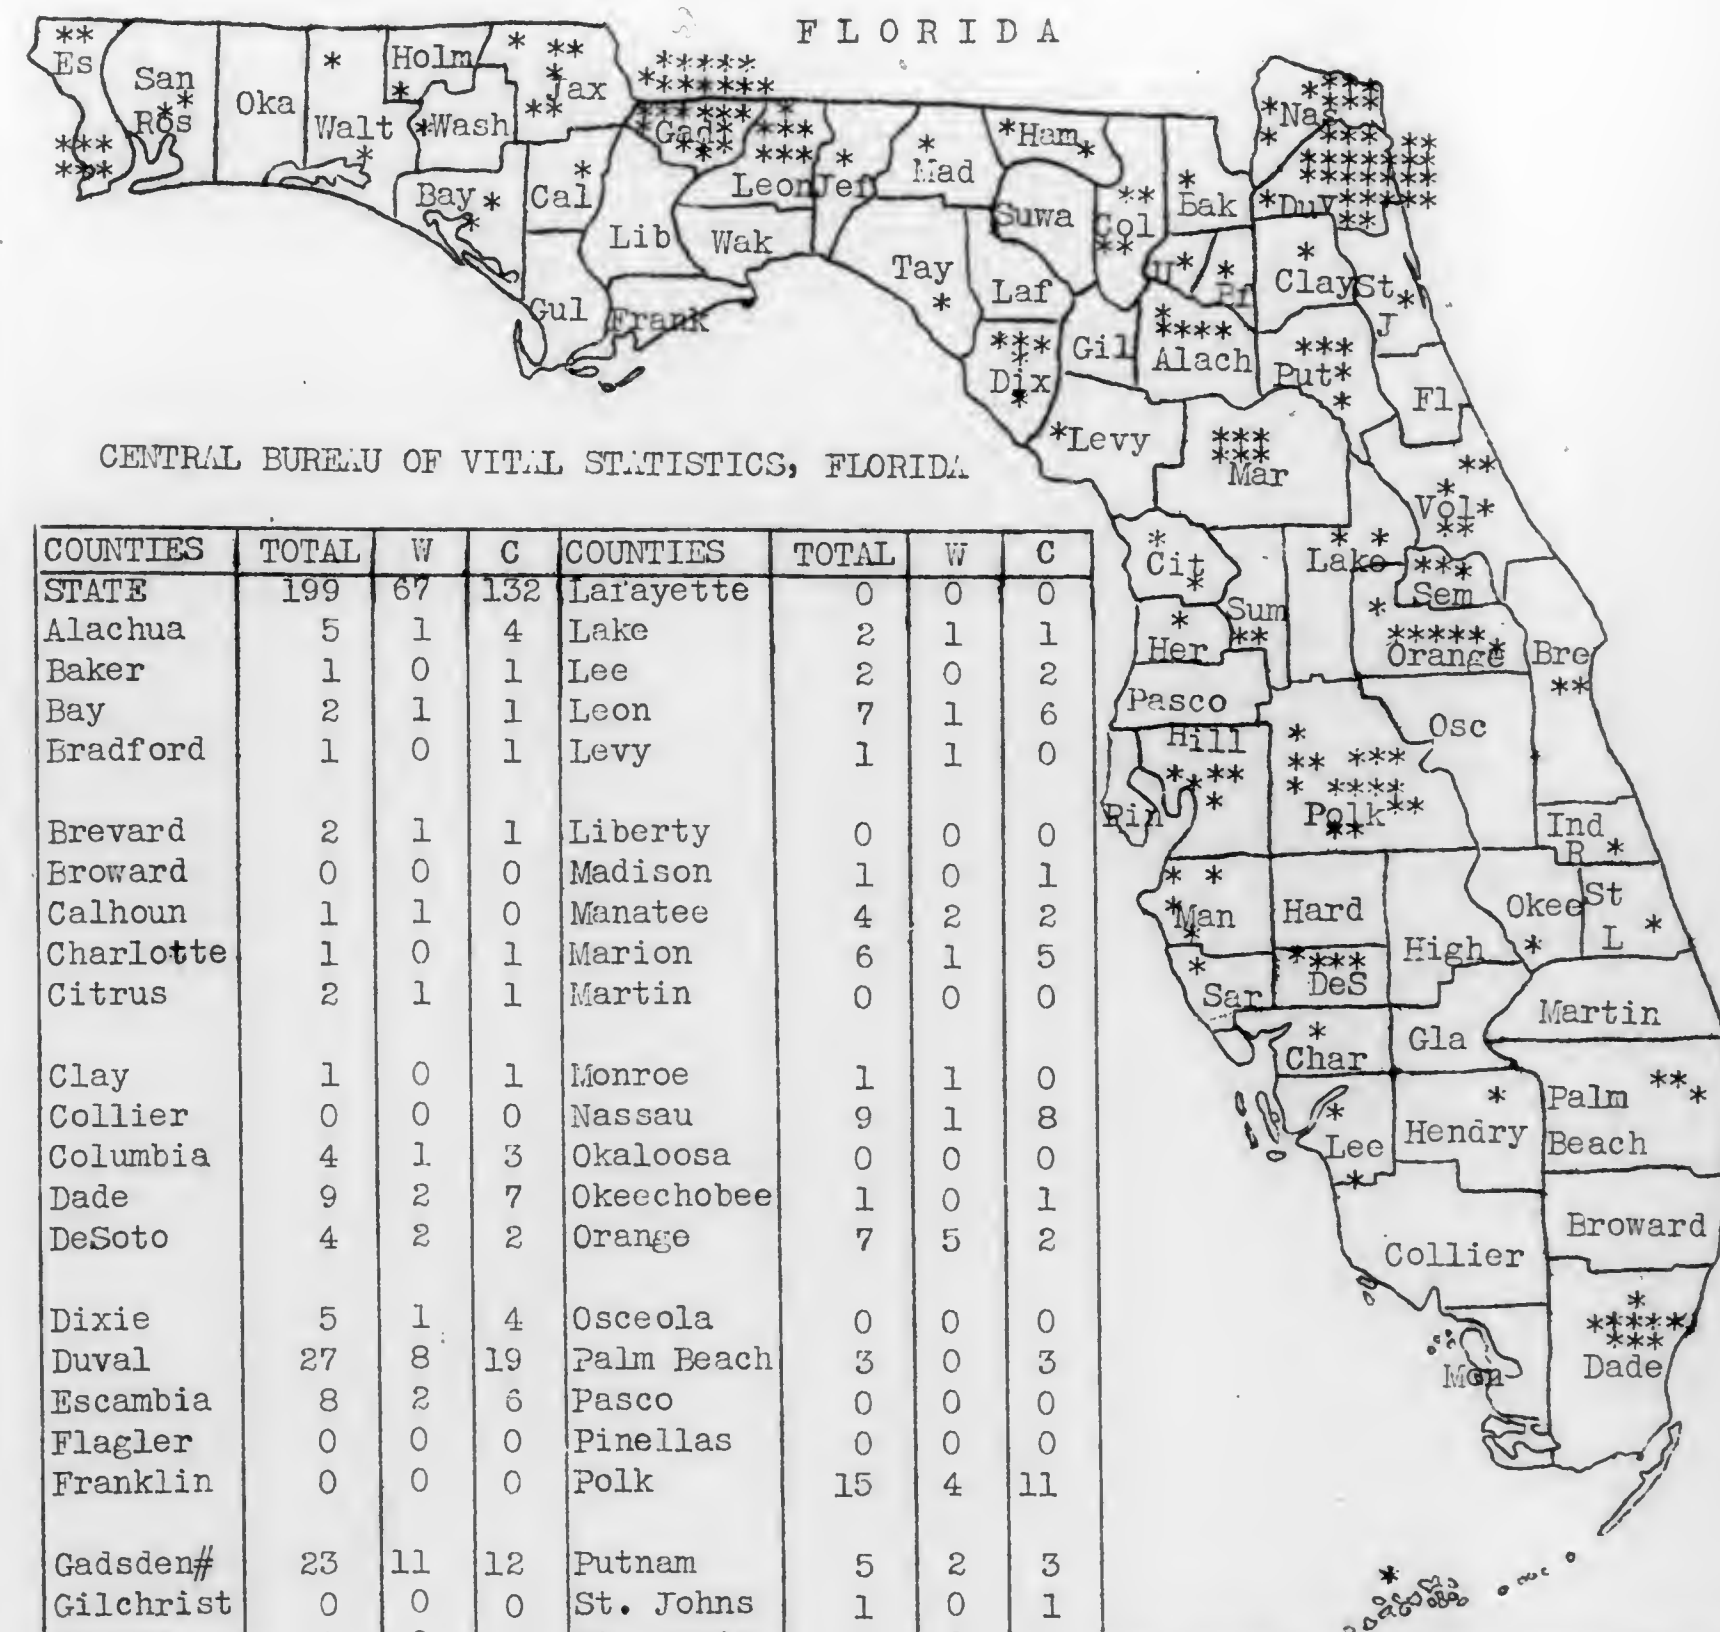 FLORIDA
Es
San
Ros
Oka
Walt
Holm
Wash
Jax
Bay
Cal
Gul
Lib
Gad
Leon
Jef
Wak
Frank
Mad
Tay
Ham
Suwa
Laf
Dix
Col
Gil
Bak
U
Br
Alach
Nas
Duv
Clay
St
J
Put
Fl
Levy
Mar
Vol
Cit
Lake
Sem
Sum
Her
Orange
Bre
Pasco
Osc
Hill
Pin
Polk
Ind
R
Man
Hard
High
Okee
St
L
Sar
DeS
Martin
Char
Gla
Palm
Beach
Lee
Hendry
Broward
Collier
Mon
Dade
CENTRAL BUREAU OF VITAL STATISTICS, FLORIDA
COUNTIES TOTAL W C COUNTIES TOTAL W C
STATE 199 67 132 Lafayette 0 0 0
Alachua 5 1 4 Lake 2 1 1
Baker 1 0 1 Lee 2 0 2
Bay 2 1 1 Leon 7 1 6
Bradford 1 0 1 Levy 1 1 0
Brevard 2 1 1 Liberty 0 0 0
Broward 0 0 0 Madison 1 0 1
Calhoun 1 1 0 Manatee 4 2 2
Charlotte 1 0 1 Marion 6 1 5
Citrus 2 1 1 Martin 0 0 0
Clay 1 0 1 Monroe 1 1 0
Collier 0 0 0 Nassau 9 1 8
Columbia 4 1 3 Okaloosa 0 0 0
Dade 9 2 7 Okeechobee 1 0 1
DeSoto 4 2 2 Orange 7 5 2
Dixie 5 1 4 Osceola 0 0 0
Duval 27 8 19 Palm Beach 3 0 3
Escambia 8 2 6 Pasco 0 0 0
Flagler 0 0 0 Pinellas 0 0 0
Franklin 0 0 0 Polk 15 4 11
Gadsden# 23 11 12 Putnam 5 2 3
Gilchrist 0 0 0 St. Johns 1 0 1